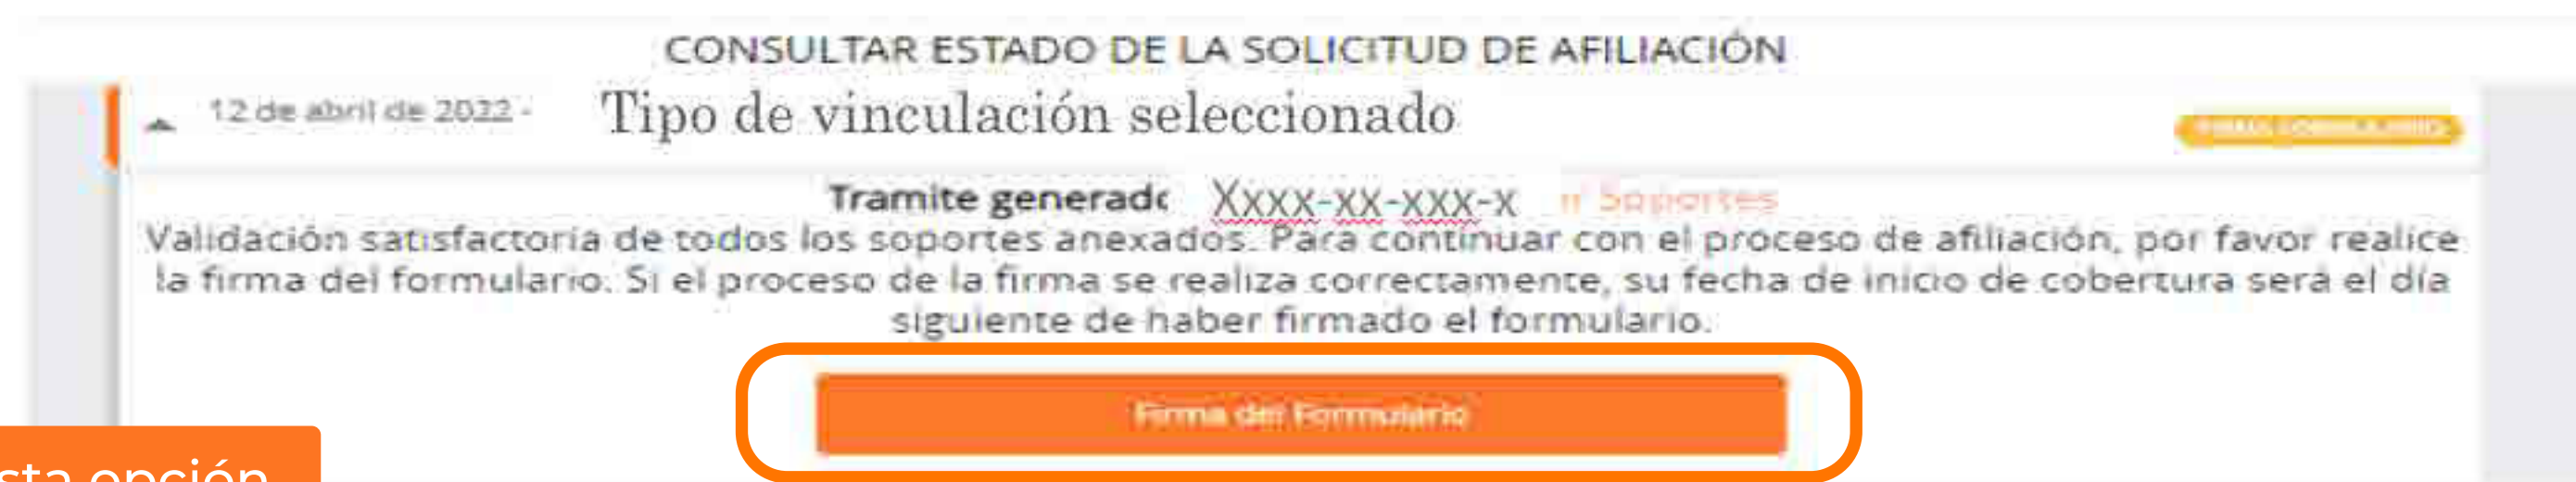 CONSULTAR ESTADO DE LA SOLICITUD DE AFILIACIÓN
12 de abril de 2022 - Tipo de vinculación seleccionado
Tramite generado Xxxx-xx-xxx-x r Soportes
Validación satisfactoria de todos los soportes anexados. Para continuar con el proceso de afiliación, por favor realice
la firma del formulario. Si el proceso de la firma se realiza correctamente, su fecha de inicio de cobertura será el día
siguiente de haber firmado el formulario.
Firma del Formulario
sta opción